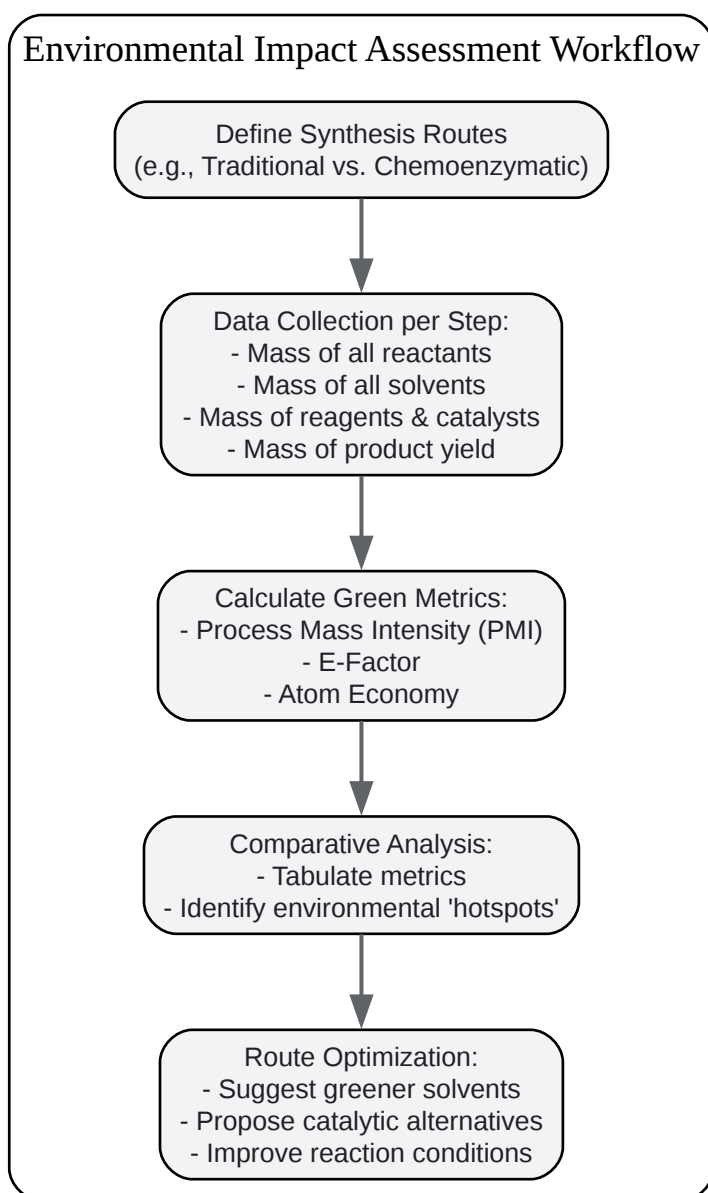 Environmental Impact Assessment Workflow
Define Synthesis Routes
(e.g., Traditional vs. Chemoenzymatic)
Data Collection per Step:
- Mass of all reactants
- Mass of all solvents
- Mass of reagents & catalysts
- Mass of product yield
Calculate Green Metrics:
- Process Mass Intensity (PMI)
- E-Factor
- Atom Economy
Comparative Analysis:
- Tabulate metrics
- Identify environmental 'hotspots'
Route Optimization:
- Suggest greener solvents
- Propose catalytic alternatives
- Improve reaction conditions